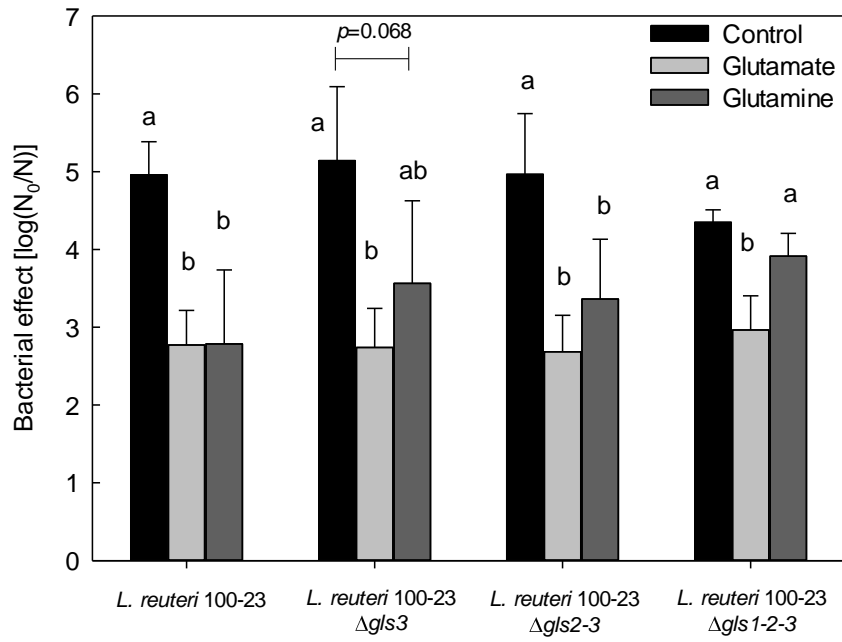 Bacterial effect [log(N₀/N)]
7
6
5
4
3
2
1
0
p=0.068
Control
Glutamate
Glutamine
a
b
b
a
b
ab
a
b
b
a
b
a
L. reuteri 100-23
L. reuteri 100-23
Δgls3
L. reuteri 100-23
Δgls2-3
L. reuteri 100-23
Δgls1-2-3